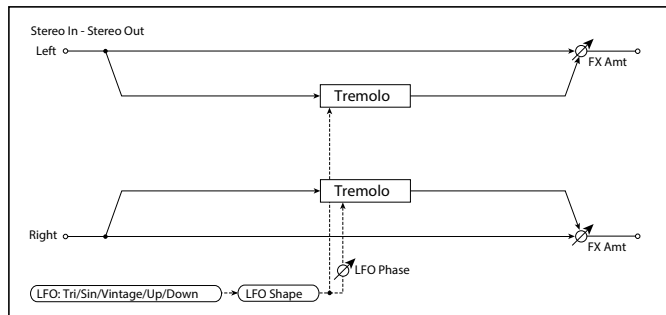 Stereo In - Stereo Out
Left
FX Amt
Tremolo
Tremolo
Right
FX Amt
LFO Phase
LFO: Tri/Sin/Vintage/Up/Down
LFO Shape